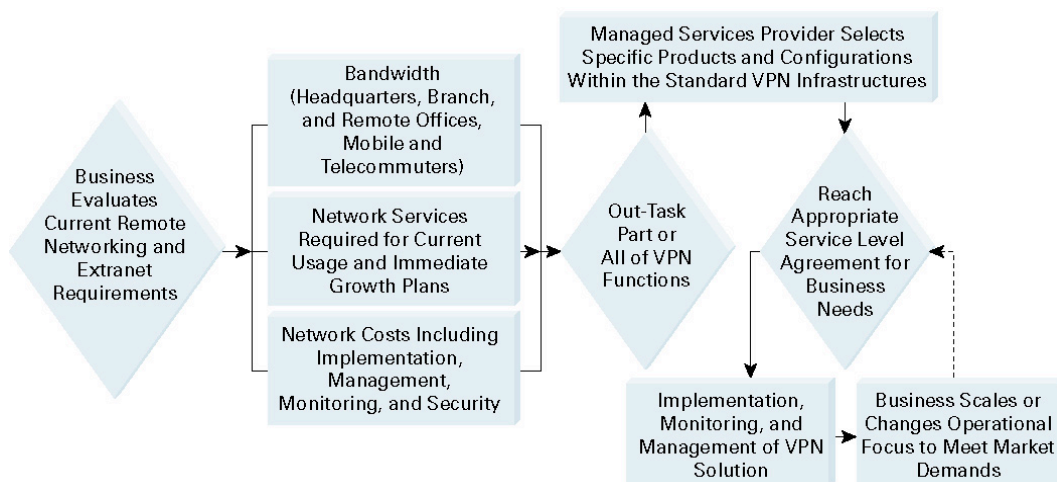 Business
Evaluates
Current Remote
Networking and
Extranet
Requirements
Bandwidth
(Headquarters, Branch,
and Remote Offices,
Mobile and
Telecommuters)
Network Services
Required for Current
Usage and Immediate
Growth Plans
Network Costs Including
Implementation,
Management,
Monitoring, and Security
Out-Task
Part or
All of VPN
Functions
Managed Services Provider Selects
Specific Products and Configurations
Within the Standard VPN Infrastructures
Reach
Appropriate
Service Level
Agreement for
Business
Needs
Implementation,
Monitoring, and
Management of VPN
Solution
Business Scales or
Changes Operational
Focus to Meet Market
Demands